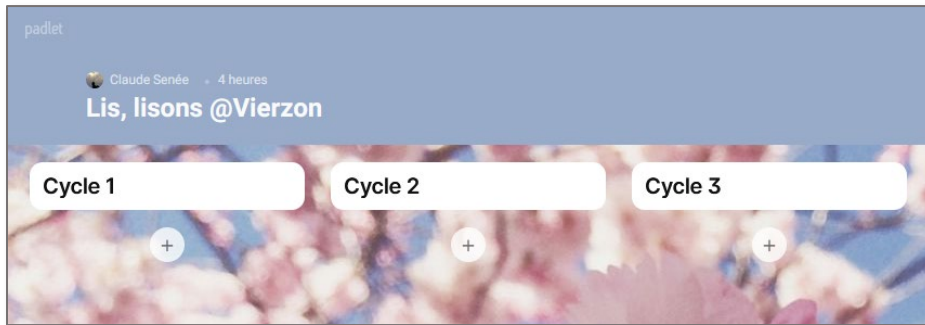 padlet
Claude Senée • 4 heures
Lis, lisons @Vierzon
Cycle 1
Cycle 2
Cycle 3
+
+
+